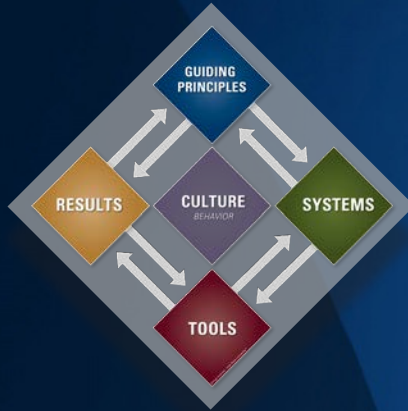 GUIDING
PRINCIPLES
RESULTS
CULTURE
BEHAVIOR
SYSTEMS
TOOLS